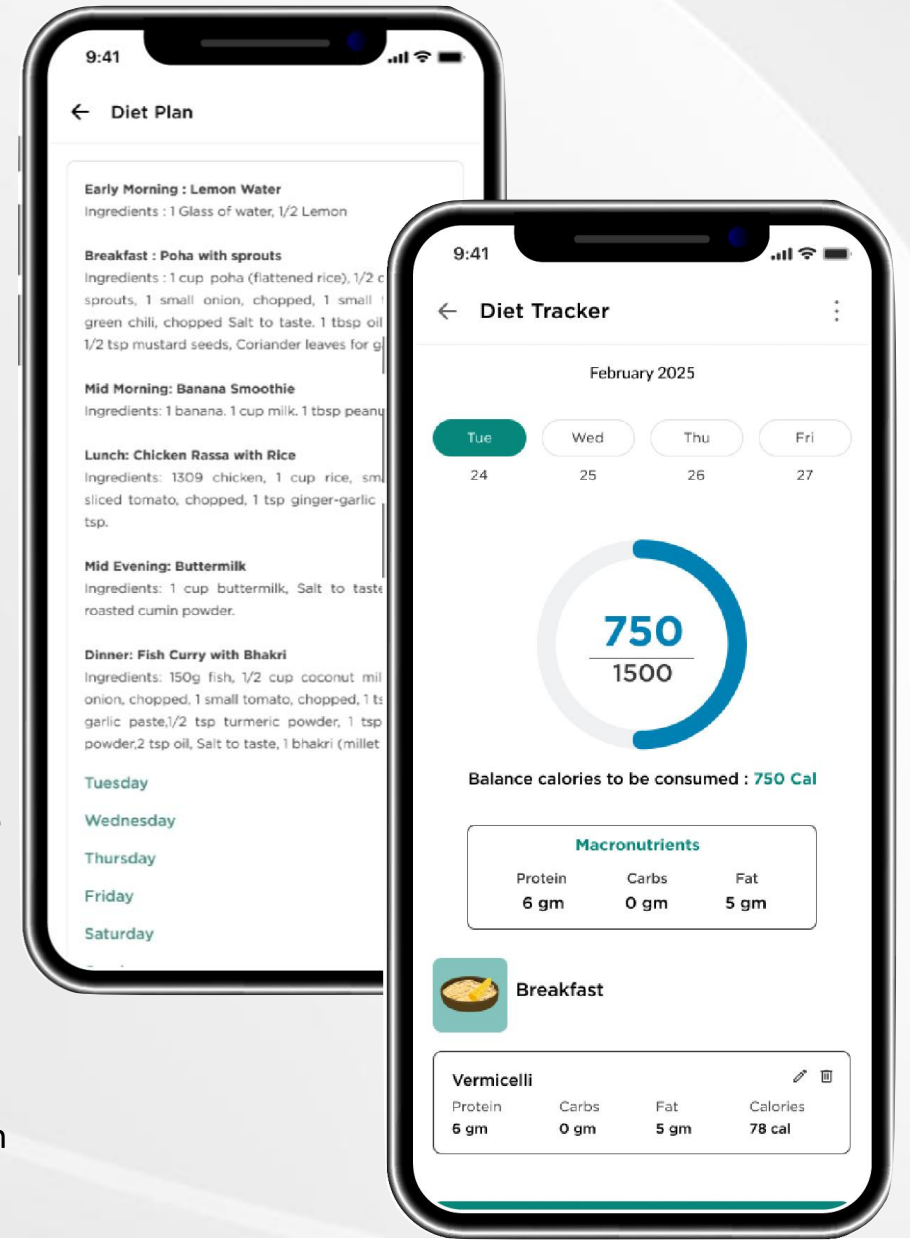 9:41
Diet Plan
Early Morning : Lemon Water
Ingredients : 1 Glass of water, 1/2 Lemon
Breakfast : Poha with sprouts
Ingredients : 1 cup poha (flattened rice), 1/2
sprouts, 1 small onion, chopped, 1 small
green chili, chopped Salt to taste. 1 tbsp oil
1/2 tsp mustard seeds, Coriander leaves for
Mid Morning: Banana Smoothie
Ingredients: 1 banana. 1 cup milk. 1 tbsp
Lunch: Chicken Rassa with Rice
Ingredients: 1309 chicken, 1 cup rice,
sliced tomato, chopped, 1 tsp ginger-garlic
tsp.
Mid Evening: Buttermilk
Ingredients: 1 cup buttermilk, Salt to taste
roasted cumin powder.
Dinner: Fish Curry with Bhakri
Ingredients: 150g fish, 1/2 cup coconut
onion, chopped, 1 small tomato, chopped, 1
garlic paste,1/2 tsp turmeric powder, 1 tsp
powder,2 tsp oil, Salt to taste, 1 bhakri (millet
Tuesday
Wednesday
Thursday
Friday
Saturday
9:41
Diet Tracker
February 2025
Tue Wed Thu Fri
24 25 26 27
750
1500
Balance calories to be consumed : 750 Cal
Macronutrients
Protein Carbs Fat
6 gm 0 gm 5 gm
Breakfast
Vermicelli
Protein Carbs Fat Calories
6 gm 0 gm 5 gm 78 cal